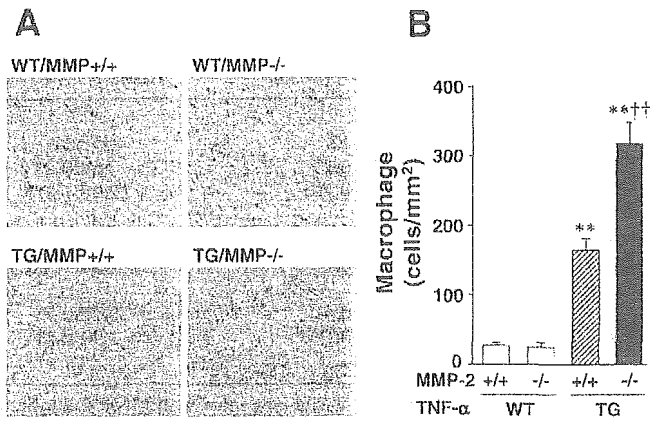 A
WT/MMP+/+ WT/MMP-/-
TG/MMP+/+ TG/MMP-/-
B
Macrophage
(cells/mm²)
400
300
200
100
0
**
**††
MMP-2 +/+ -/- +/+ -/-
TNF-α WT TG